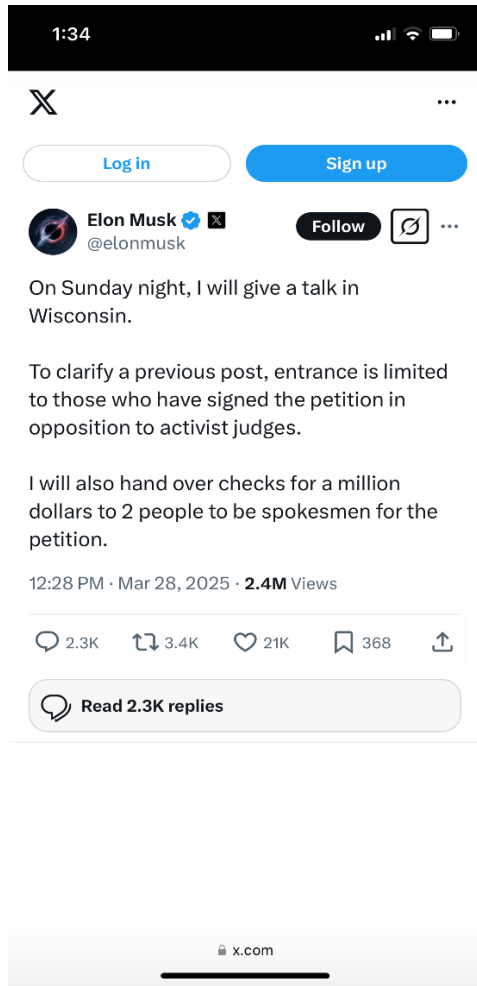 1:34
Log in
Sign up
Elon Musk
@elonmusk
Follow
On Sunday night, I will give a talk in
Wisconsin.
To clarify a previous post, entrance is limited
to those who have signed the petition in
opposition to activist judges.
I will also hand over checks for a million
dollars to 2 people to be spokesmen for the
petition.
12:28 PM · Mar 28, 2025 · 2.4M Views
2.3K 3.4K 21K 368
Read 2.3K replies
x.com